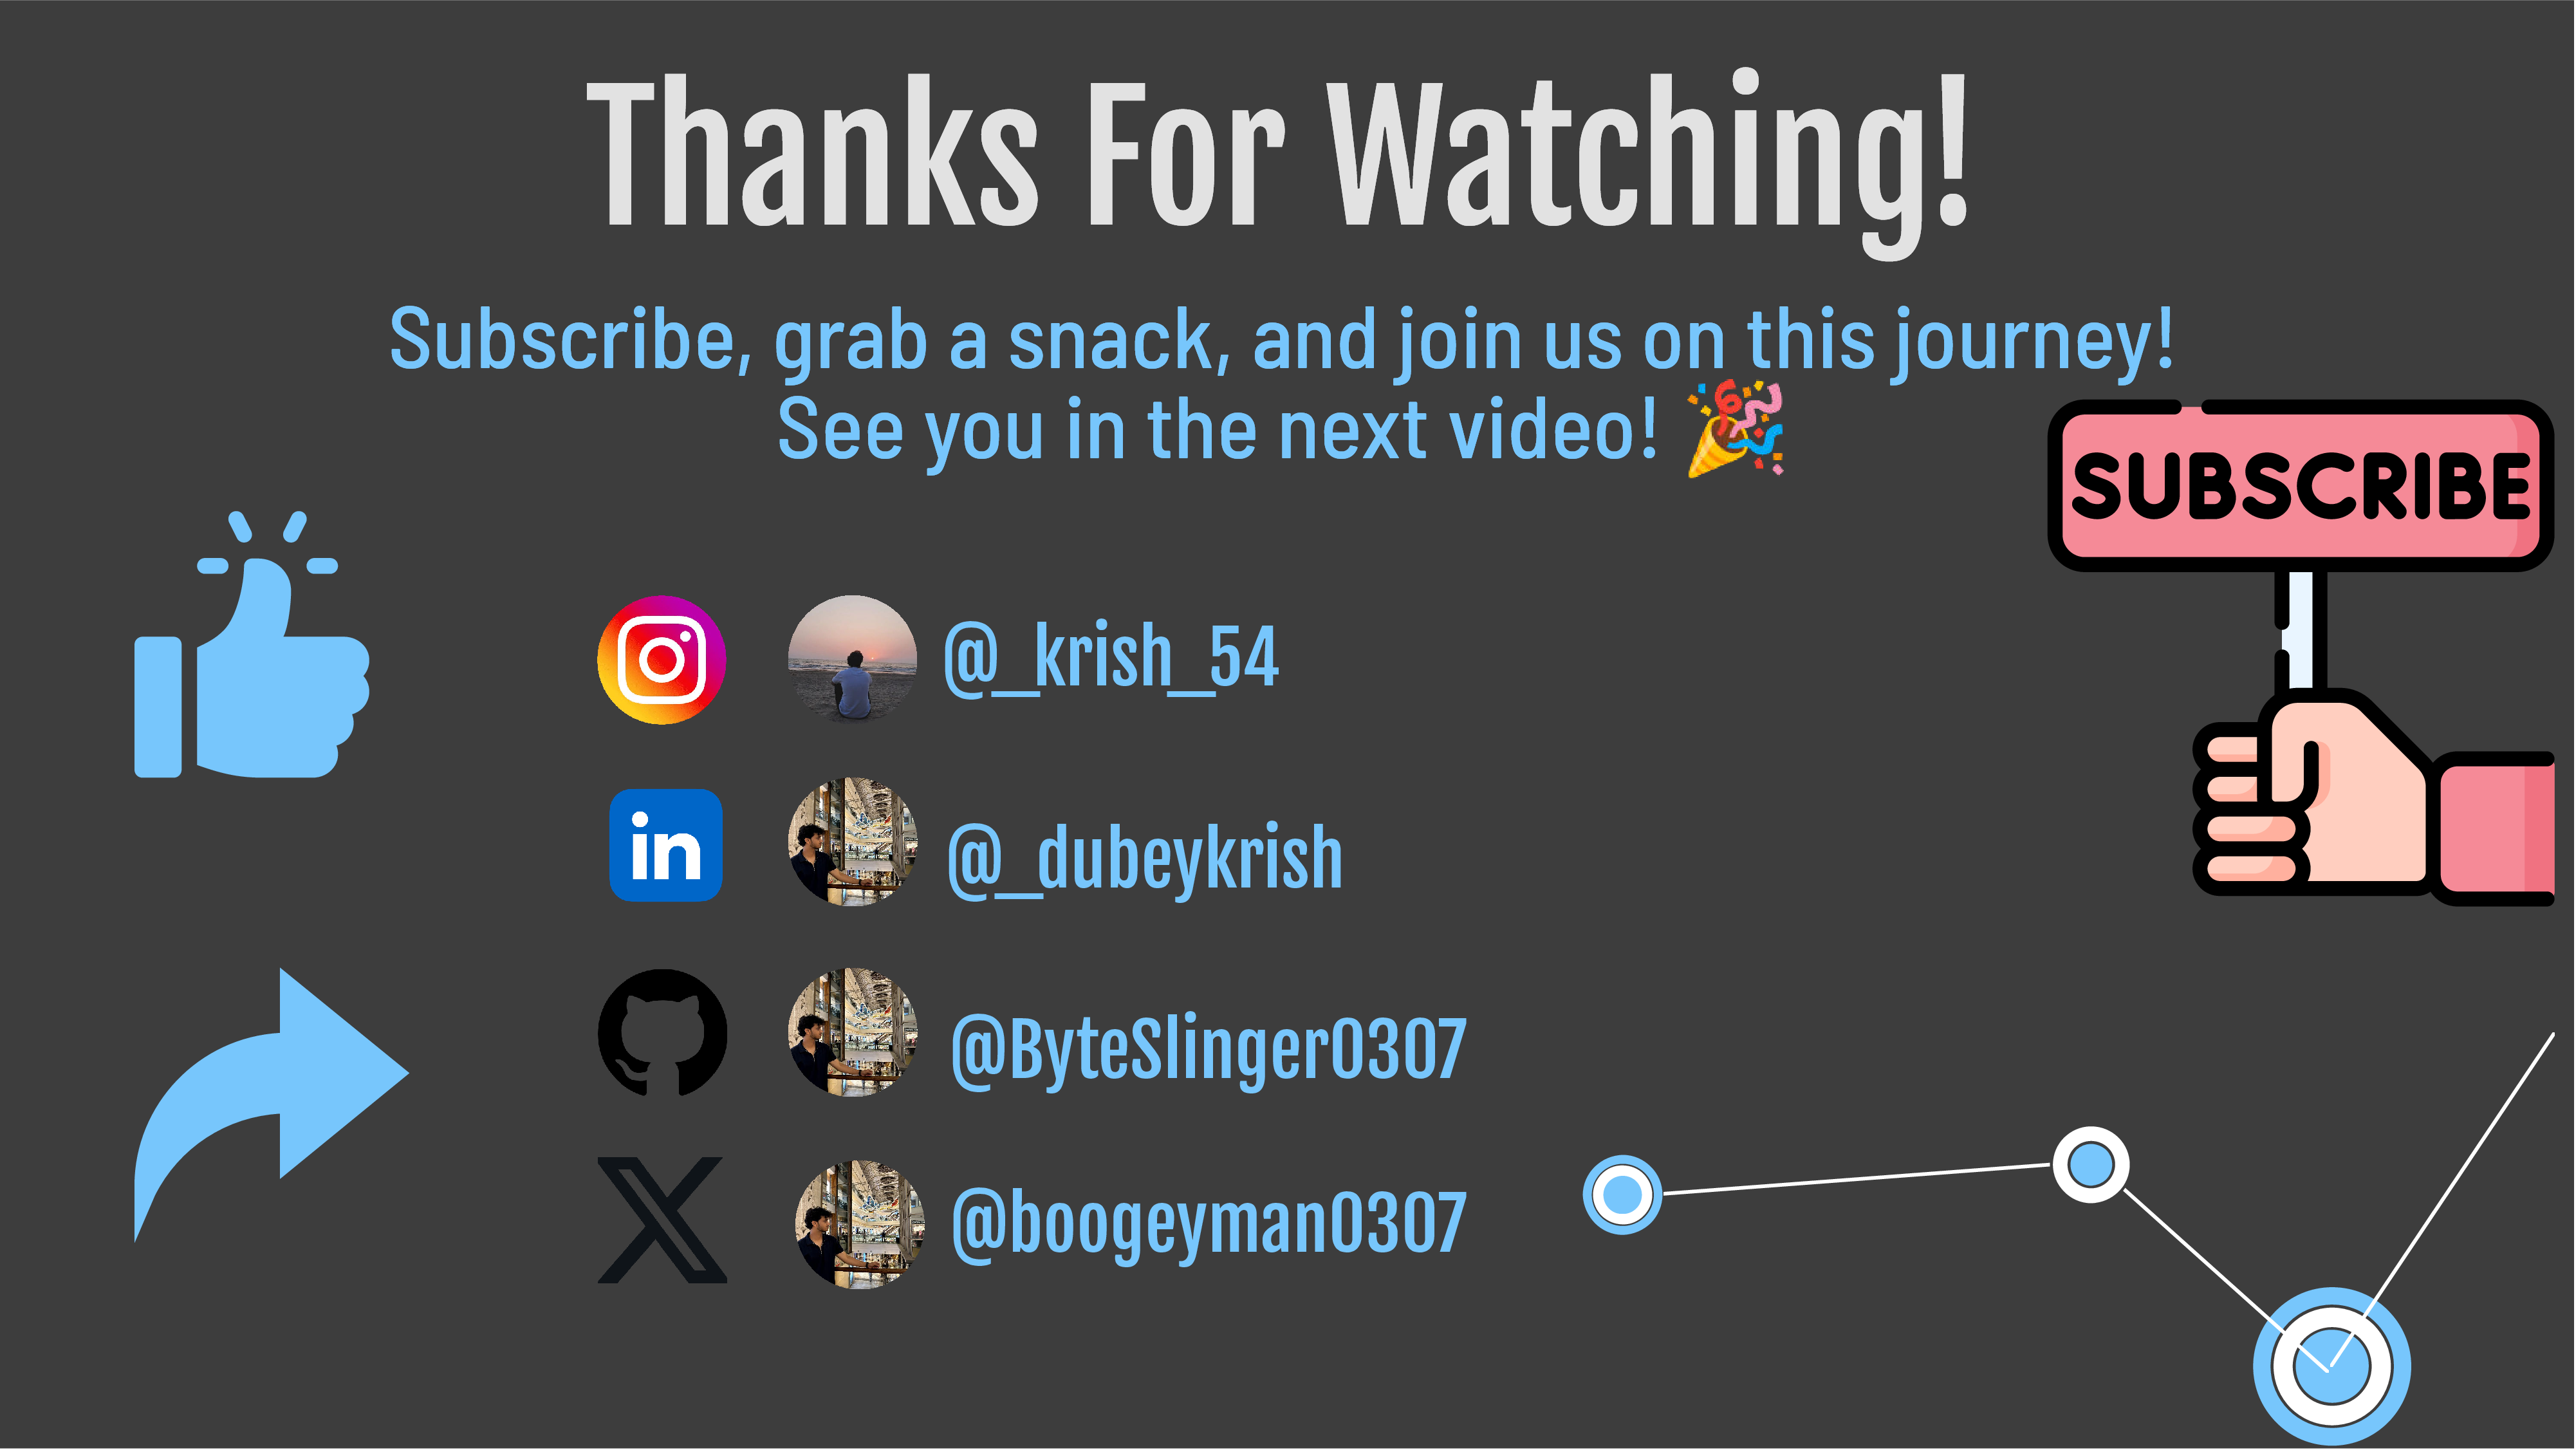 Thanks For Watching!
Subscribe, grab a snack, and join us on this journey!
See you in the next video! 🎉
SUBSCRIBE
@_krish_54
in
@_dubeykrish
@ByteSlinger0307
@boogeyman0307